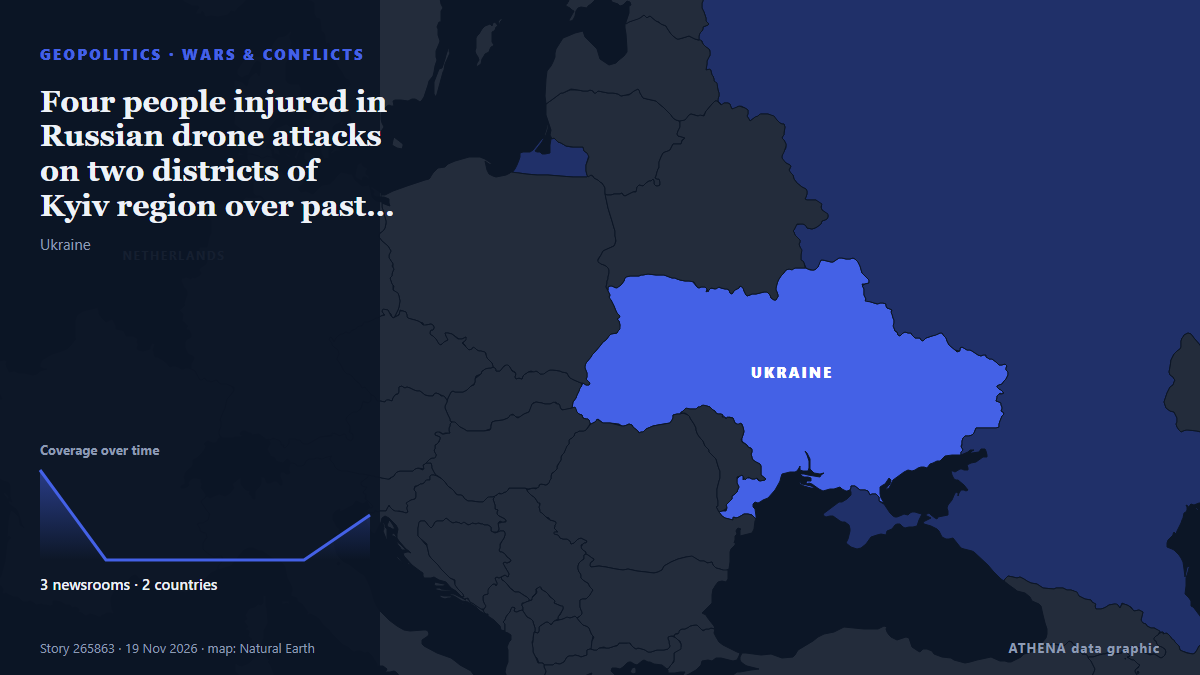 GEOPOLITICS · WARS & CONFLICTS
Four people injured in
Russian drone attacks
on two districts of
Kyiv region over past...
Ukraine
NETHERLANDS
UKRAINE
Coverage over time
3 newsrooms · 2 countries
Story 265863 · 19 Nov 2026 · map: Natural Earth
ATHENA data graphic